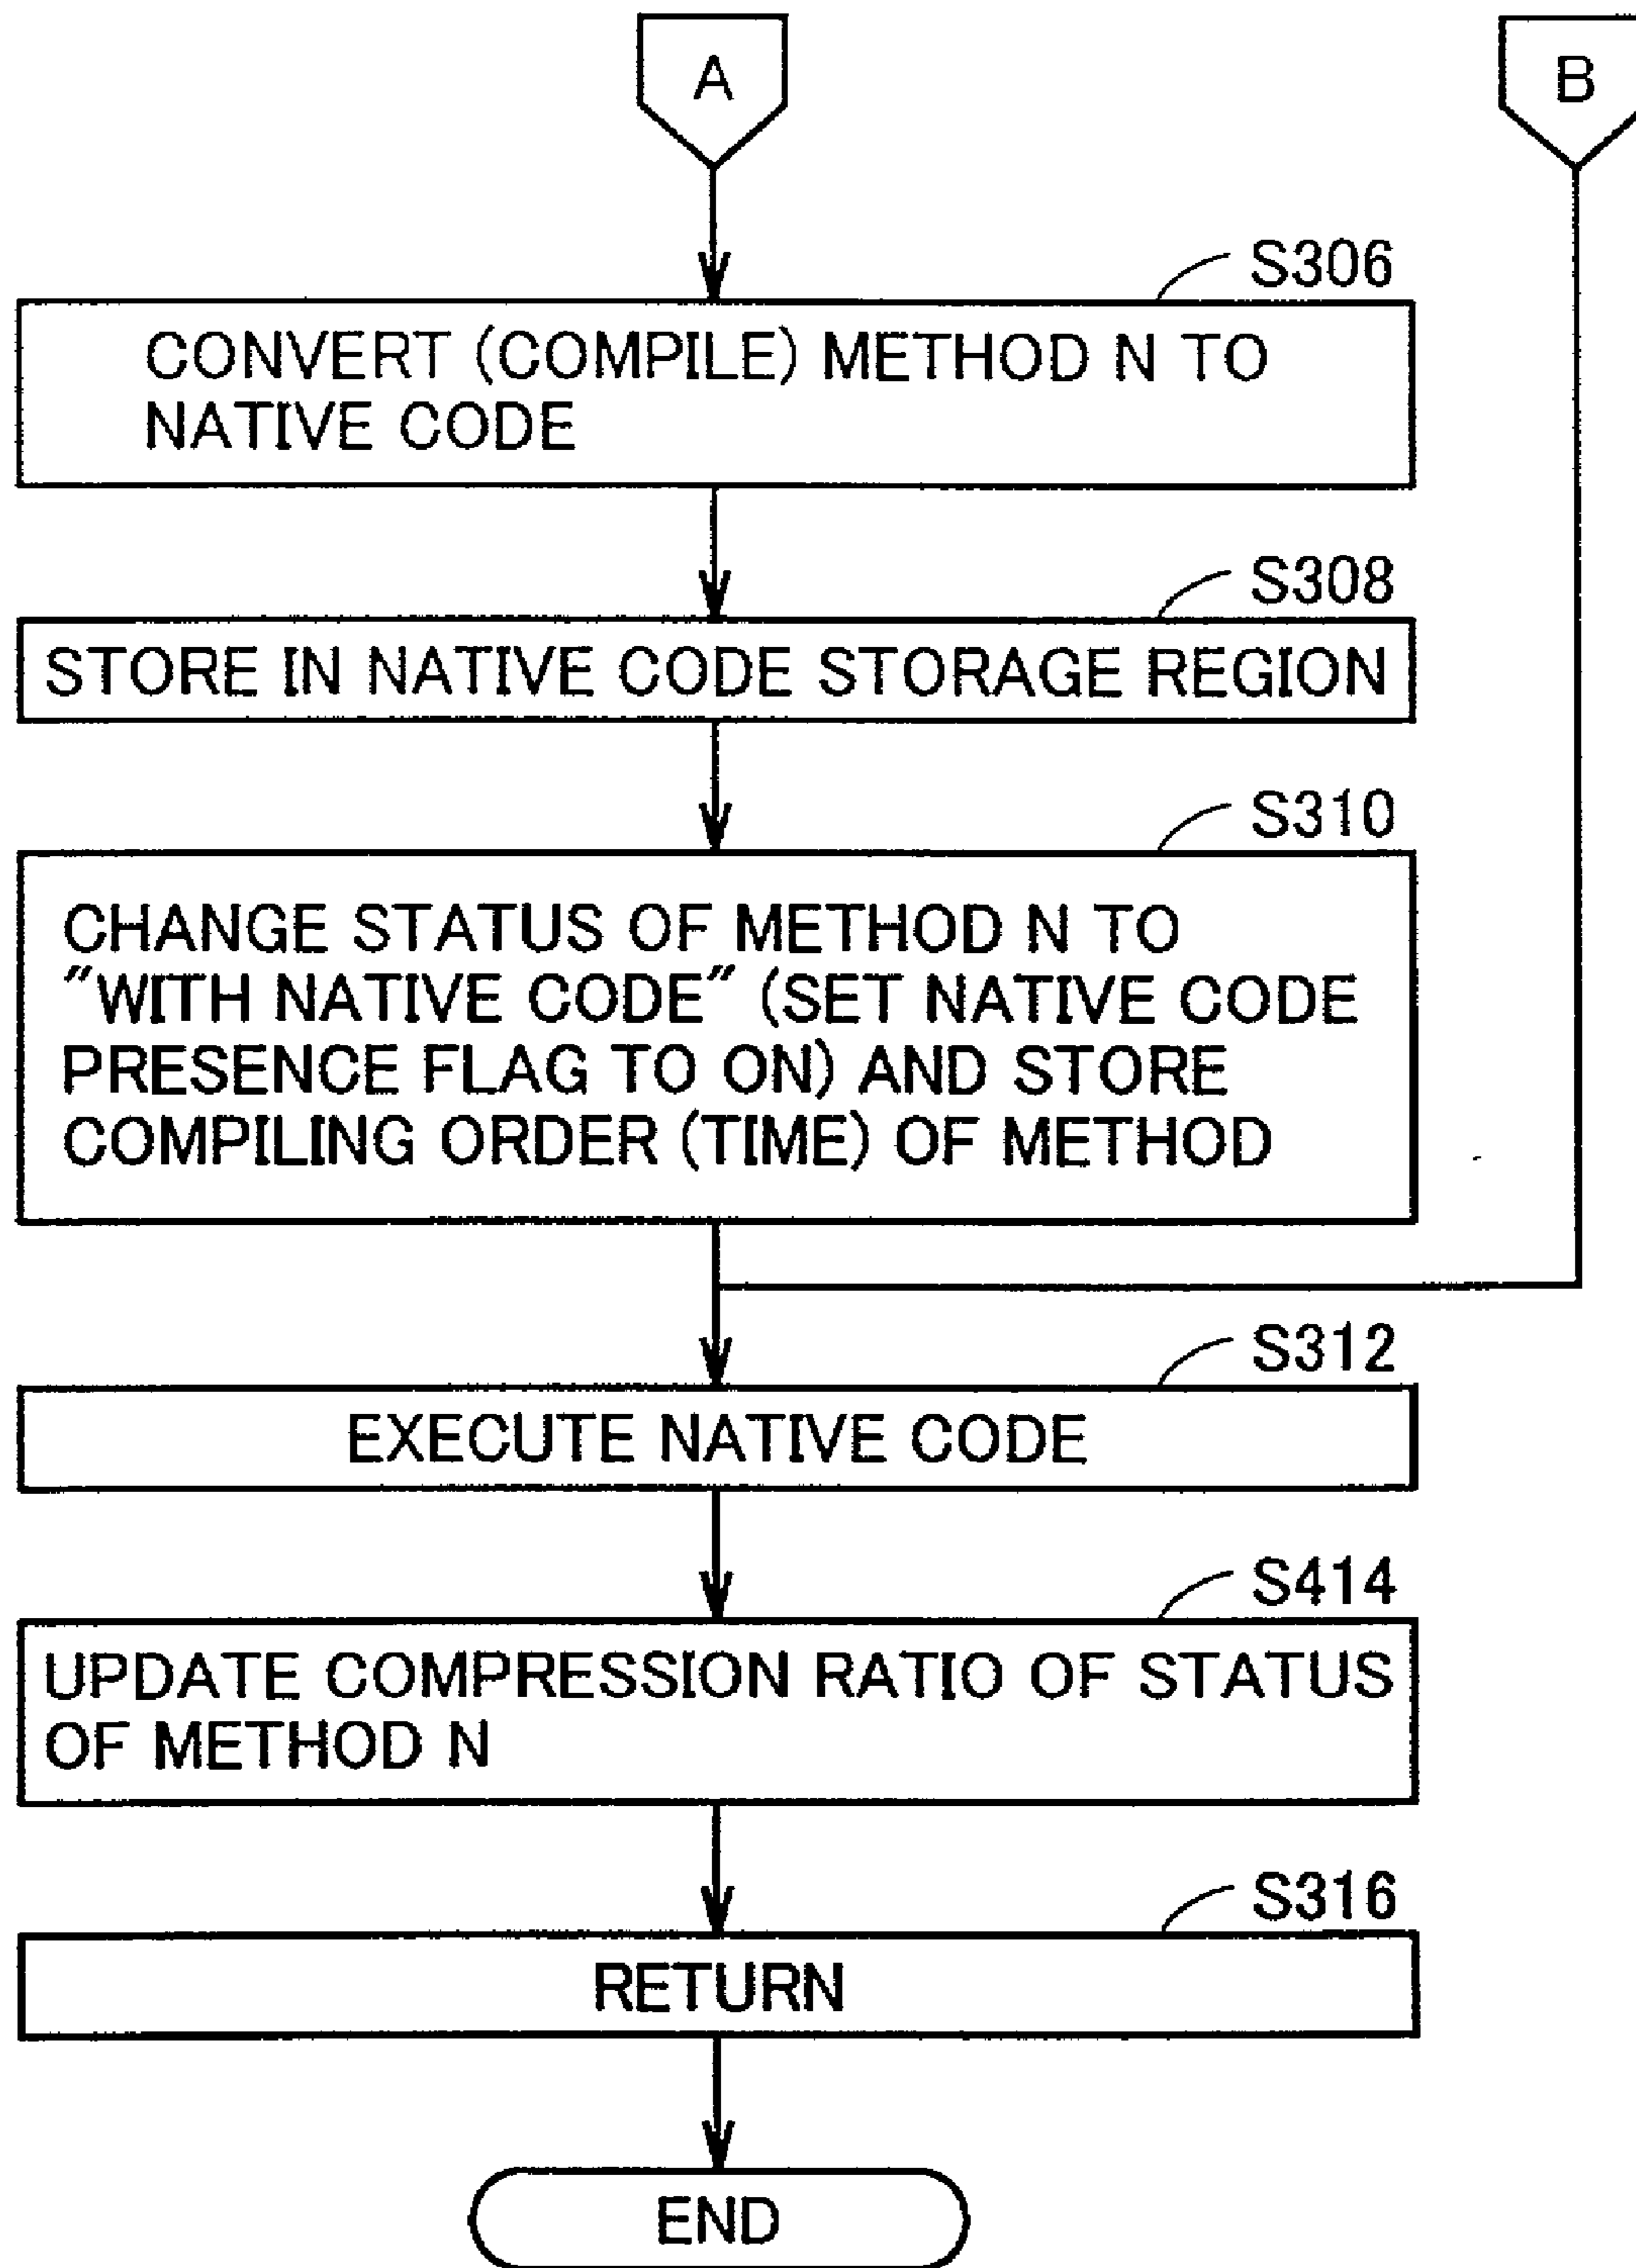 A
B
S306
CONVERT (COMPILE) METHOD N TO
NATIVE CODE
S308
STORE IN NATIVE CODE STORAGE REGION
S310
CHANGE STATUS OF METHOD N TO
"WITH NATIVE CODE" (SET NATIVE CODE
PRESENCE FLAG TO ON) AND STORE
COMPILING ORDER (TIME) OF METHOD
S312
EXECUTE NATIVE CODE
S414
UPDATE COMPRESSION RATIO OF STATUS
OF METHOD N
S316
RETURN
END